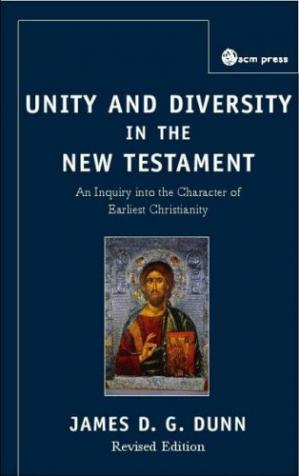 scm press
UNITY AND DIVERSITY
IN THE
NEW TESTAMENT
An Inquiry into the Character of
Earliest Christianity
JAMES D. G. DUNN
Revised Edition